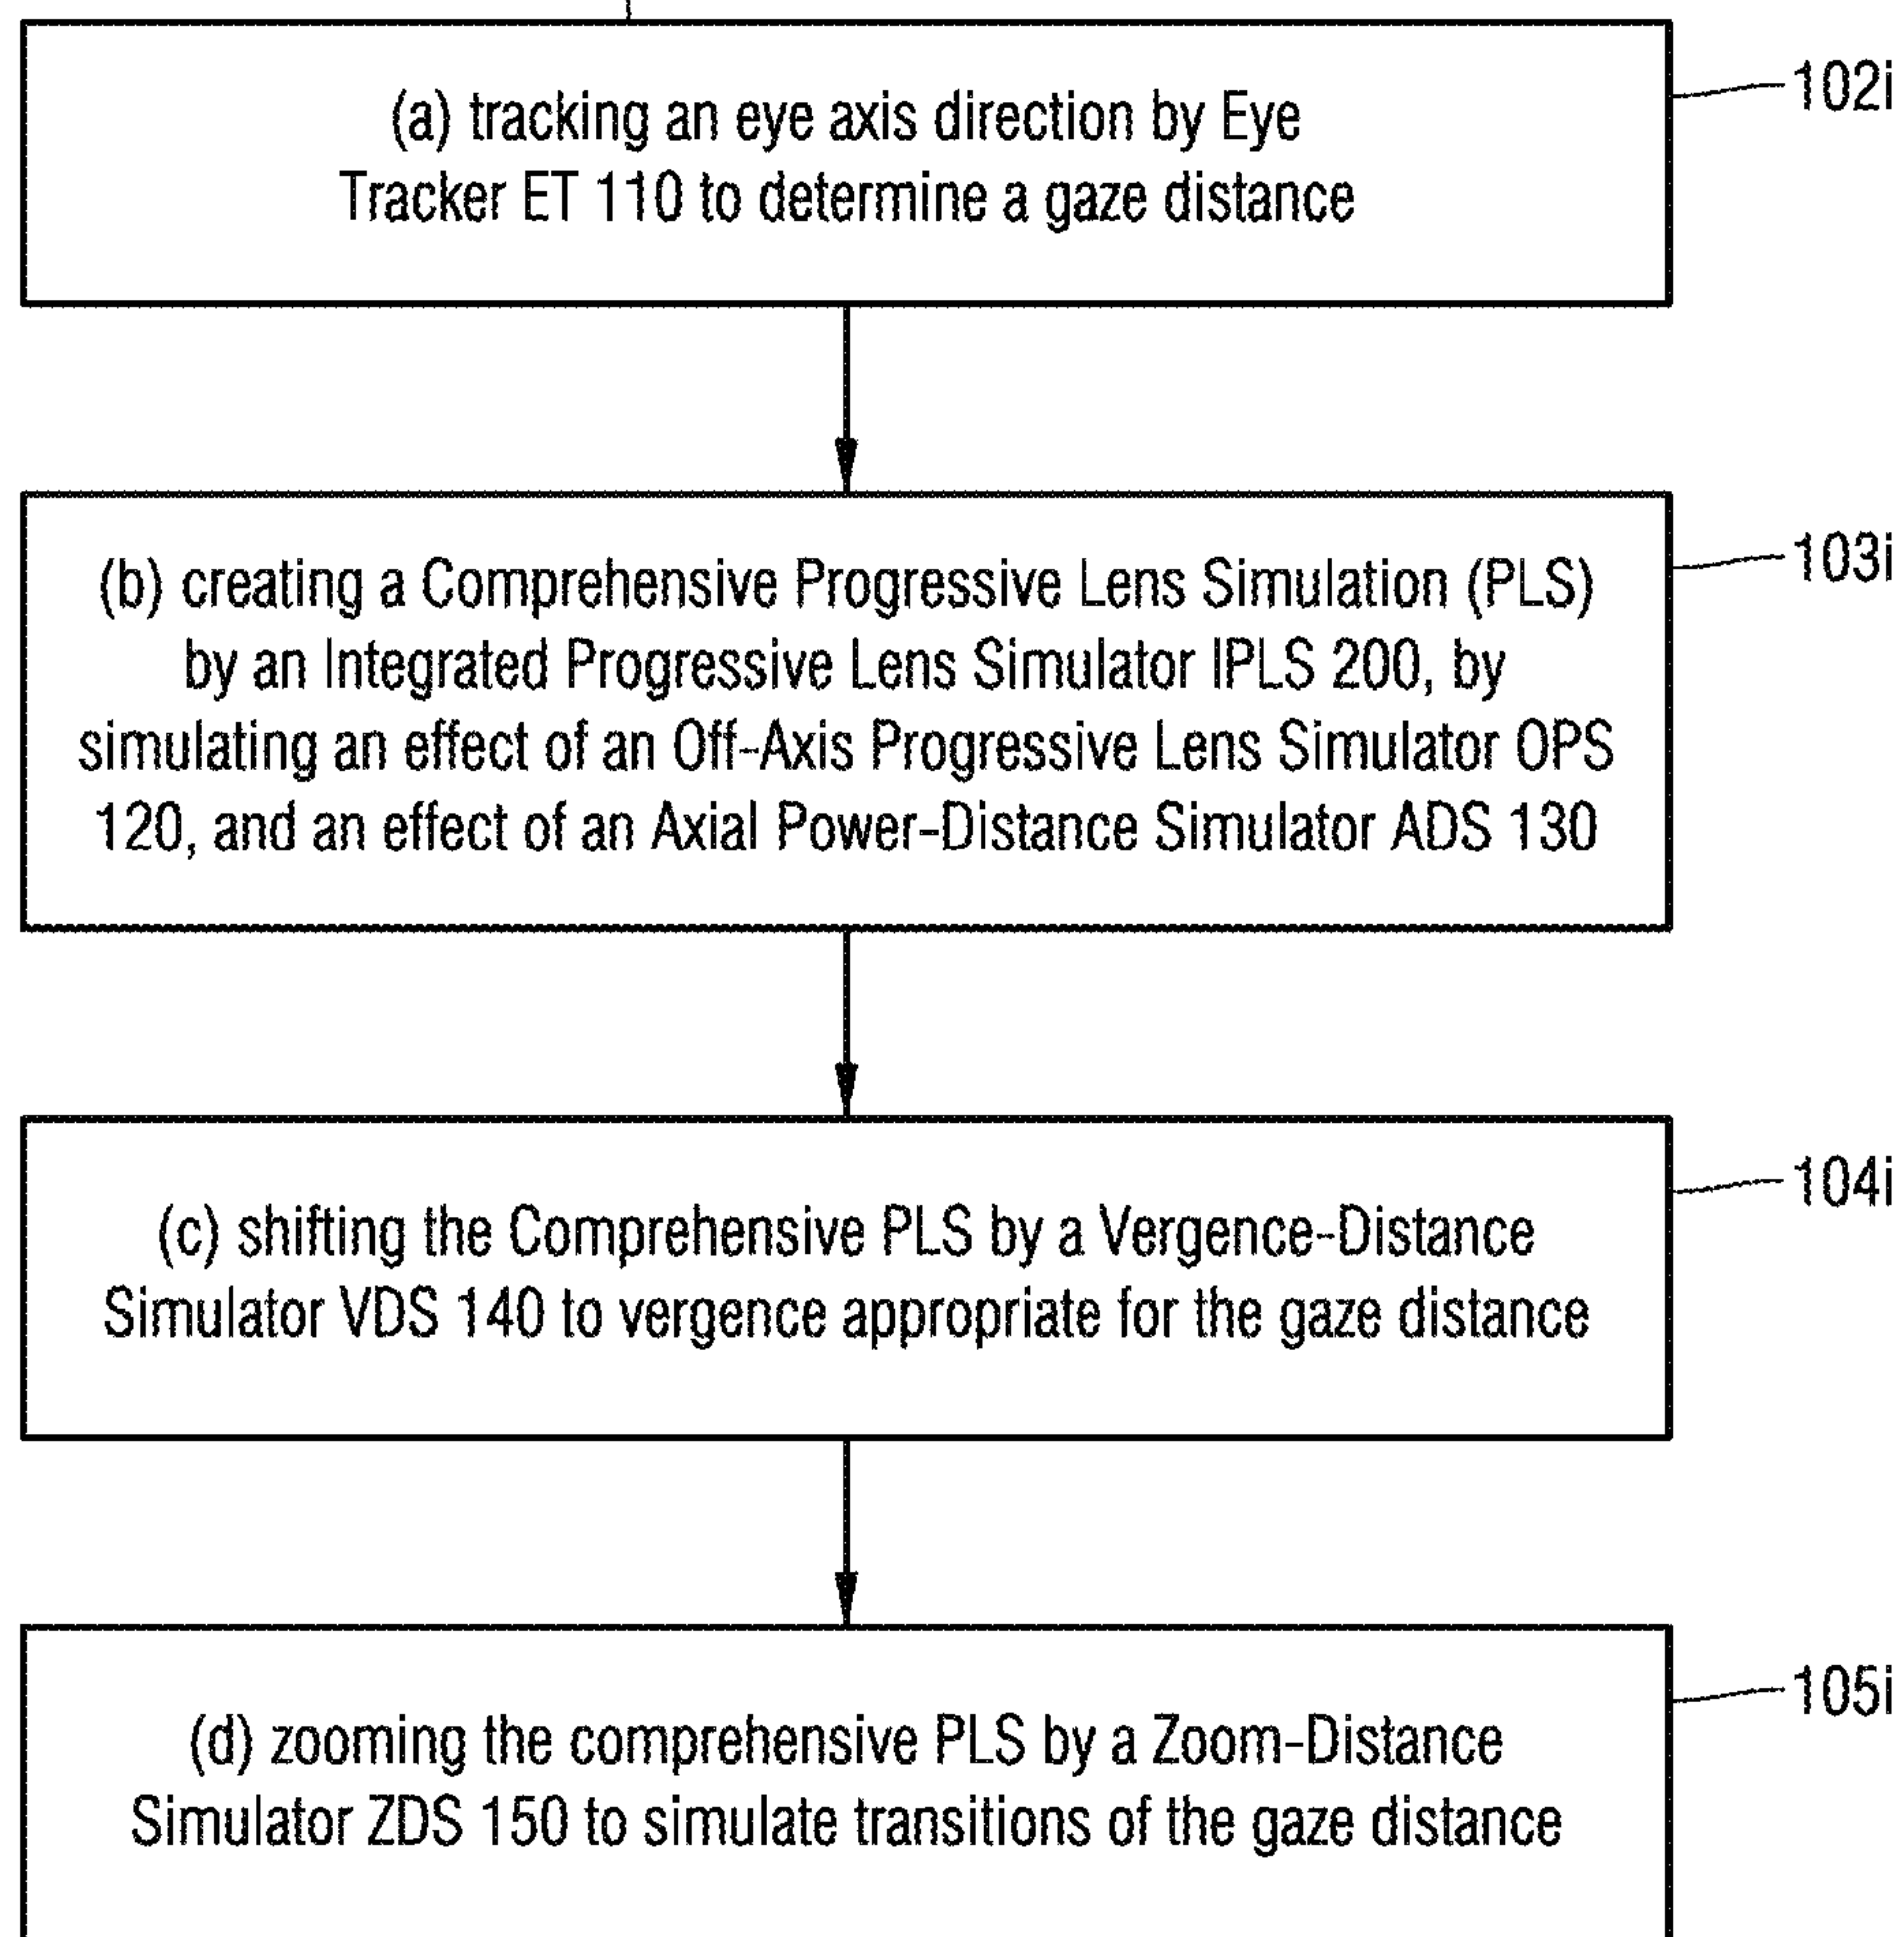 (a) tracking an eye axis direction by Eye
Tracker ET 110 to determine a gaze distance
102i
(b) creating a Comprehensive Progressive Lens Simulation (PLS)
by an Integrated Progressive Lens Simulator IPLS 200, by
simulating an effect of an Off-Axis Progressive Lens Simulator OPS
120, and an effect of an Axial Power-Distance Simulator ADS 130
103i
(c) shifting the Comprehensive PLS by a Vergence-Distance
Simulator VDS 140 to vergence appropriate for the gaze distance
104i
(d) zooming the comprehensive PLS by a Zoom-Distance
Simulator ZDS 150 to simulate transitions of the gaze distance
105i